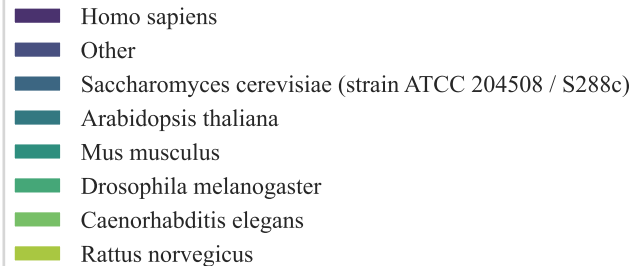 Homo sapiens
Other
Saccharomyces cerevisiae (strain ATCC 204508 / S288c)
Arabidopsis thaliana
Mus musculus
Drosophila melanogaster
Caenorhabditis elegans
Rattus norvegicus